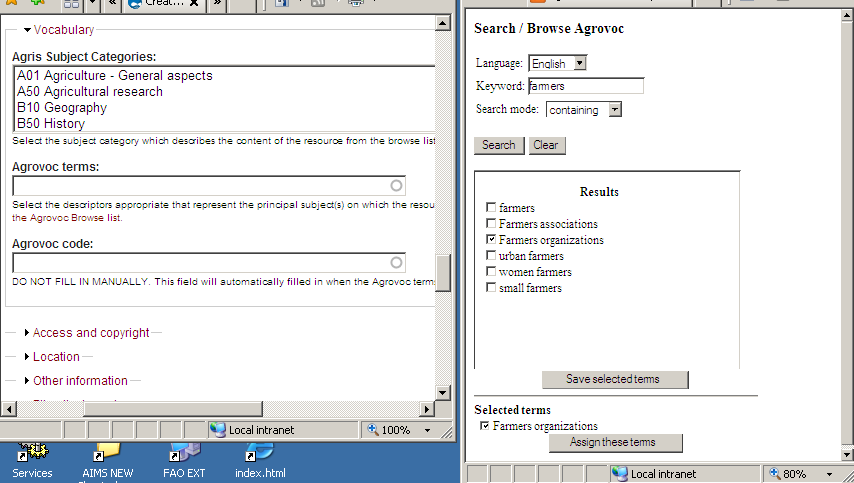 Creat...
Vocabulary
Agris Subject Categories:
A01 Agriculture - General aspects
A50 Agricultural research
B10 Geography
B50 History
Select the subject category which describes the content of the resource from the browse list
Agrovoc terms:
Select the descriptors appropriate that represent the principal subject(s) on which the resou
the Agrovoc Browse list.
Agrovoc code:
DO NOT FILL IN MANUALLY. This field will automatically filled in when the Agrovoc term
Access and copyright
Location
Other information
Local intranet
100%
Services
AIMS NEW
FAO EXT
index.html
Search / Browse Agrovoc
Language: English
Keyword: farmers
Search mode: containing
Search Clear
Results
farmers
Farmers associations
Farmers organizations
urban farmers
women farmers
small farmers
Save selected terms
Selected terms
Farmers organizations
Assign these terms
Local intranet
80%